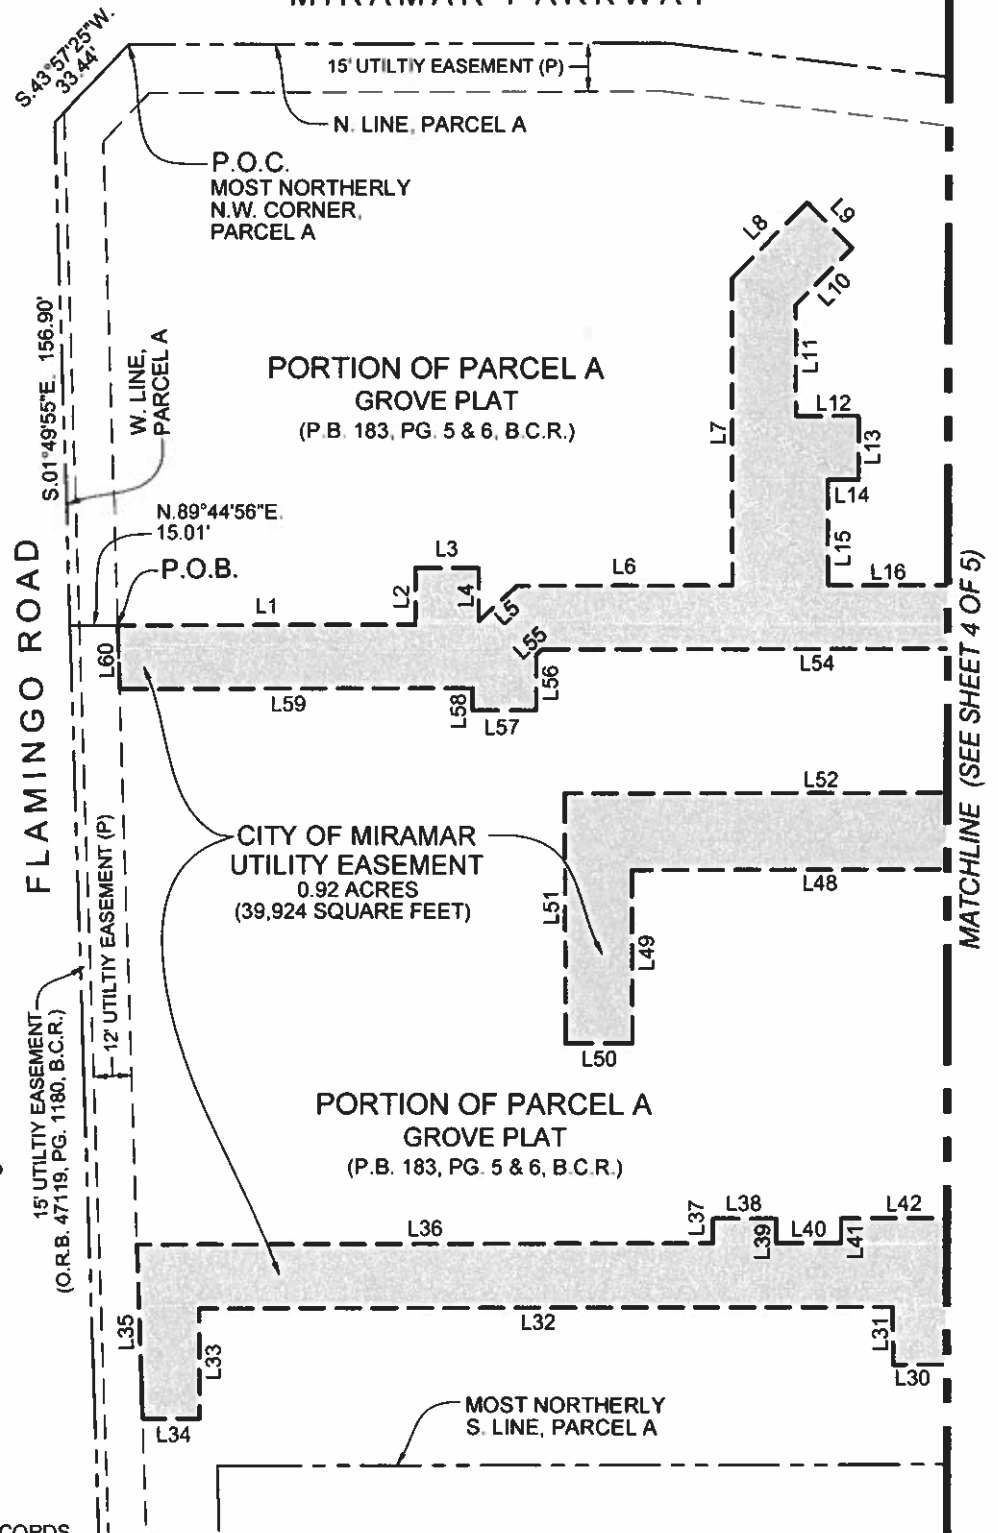 MIRAMAR PARKWAY
S.43°57'25"W.
33.44'
15' UTILTIY EASEMENT (P)
N. LINE, PARCEL A
P.O.C.
MOST NORTHERLY
N.W. CORNER,
PARCEL A
L8
L9
L10
L11
L12
L13
L14
L15
L7
S.01°49'55"E. 156.90'
W. LINE,
PARCEL A
PORTION OF PARCEL A
GROVE PLAT
(P.B. 183, PG. 5 & 6, B.C.R.)
N.89°44'56"E.
15.01'
P.O.B.
L1
L2
L3
L4
L5
L6
L16
L60
L55
L56
L54
L59
L58
L57
FLAMINGO ROAD
MATCHLINE (SEE SHEET 4 OF 5)
L52
CITY OF MIRAMAR
UTILITY EASEMENT
0.92 ACRES
(39,924 SQUARE FEET)
L51
L48
L49
L50
12' UTILTIY EASEMENT (P)
15' UTILTIY EASEMENT
(O.R.B. 47119, PG. 1180, B.C.R.)
PORTION OF PARCEL A
GROVE PLAT
(P.B. 183, PG. 5 & 6, B.C.R.)
L36
L37
L38
L39
L40
L41
L42
L35
L33
L32
L31
L30
L34
MOST NORTHERLY
S. LINE, PARCEL A